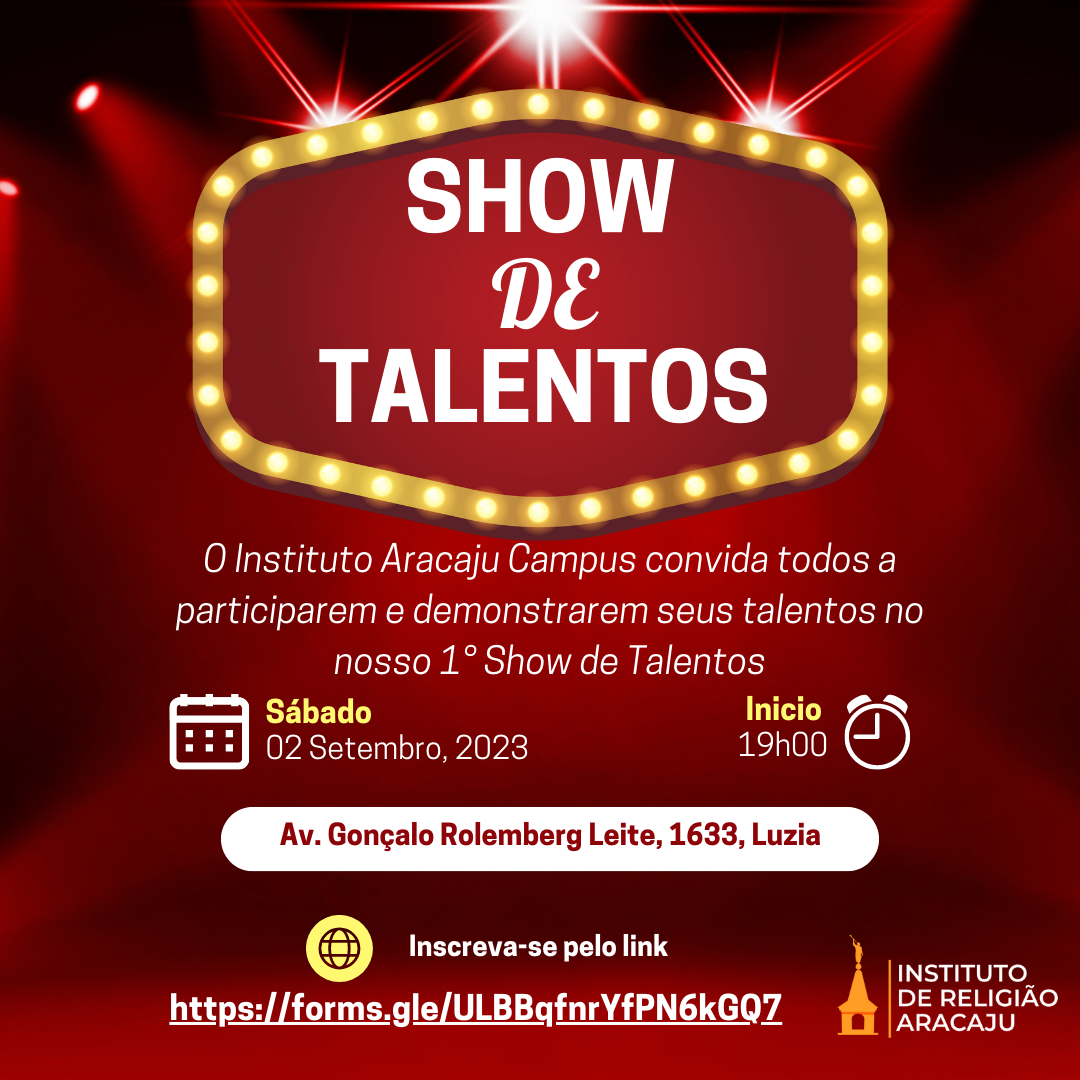 SHOW
DE
TALENTOS
O Instituto Aracaju Campus convida todos a
participarem e demonstrarem seus talentos no
nosso 1° Show de Talentos
Sábado
02 Setembro, 2023
Inicio
19h00
Av. Gonçalo Rolemberg Leite, 1633, Luzia
Inscreva-se pelo link
https://forms.gle/ULBBqfnrYfPN6kGQ7
INSTITUTO
DE RELIGIÃO
ARACAJU